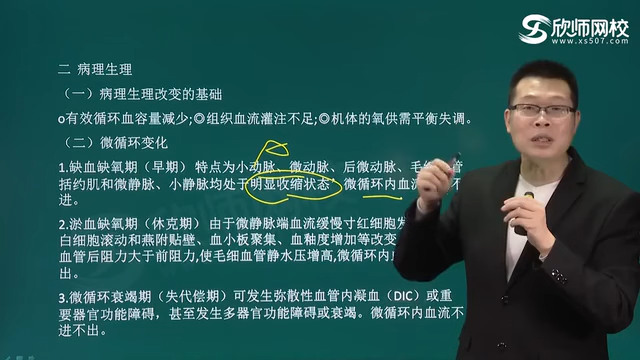 欣师网校
www.xs507.com
二 病理生理
（一）病理生理改变的基础
o有效循环血容量减少;◎组织血流灌注不足;◎机体的氧供需平衡失调。
（二）微循环变化
1.缺血缺氧期（早期） 特点为小动脉、微动脉、后微动脉、毛细 管
括约肌和微静脉、小静脉均处于明显收缩状态 微循环内血流 不
进。
2.淤血缺氧期（休克期） 由于微静脉端血流缓慢寸红细胞
白细胞滚动和燕附贴壁、血小板聚集、血釉度增加等改变
血管后阻力大于前阻力,使毛细血管静水压增高,微循环内
出。
3.微循环衰竭期（失代偿期）可发生弥散性血管内凝血（DIC）或
要器官功能障碍，甚至发生多器官功能障碍或衰竭。微循环内血流不
进不出。